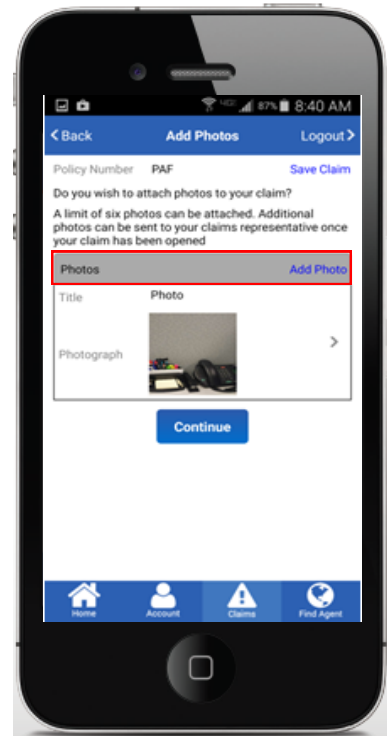 87% 8:40 AM
Back Add Photos Logout
Policy Number PAF Save Claim
Do you wish to attach photos to your claim?
A limit of six photos can be attached. Additional
photos can be sent to your claims representative once
your claim has been opened
Photos Add Photo
Title Photo
Photograph
Continue
Home Account Claims Find Agent